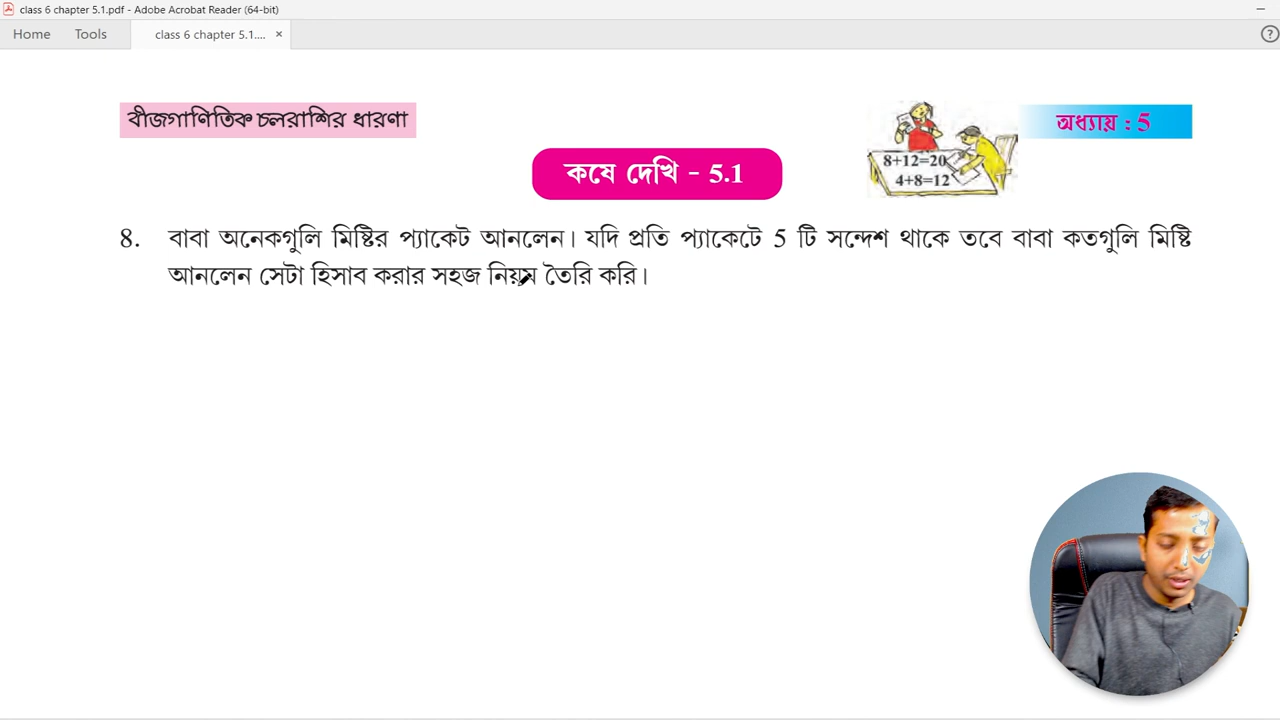 class 6 chapter 5.1.pdf - Adobe Acrobat Reader (64-bit)
Home Tools class 6 chapter 5.1.... ×
?
বীজগাণিতিক চলরাশির ধারণা
অধ্যায় : 5
8+12=20
4+8=12
কষে দেখি - 5.1
8. বাবা অনেকগুলি মিষ্টির প্যাকেট আনলেন। যদি প্রতি প্যাকেটে 5 টি সন্দেশ থাকে তবে বাবা কতগুলি মিষ্টি
আনলেন সেটা হিসাব করার সহজ নিয়ম তৈরি করি।